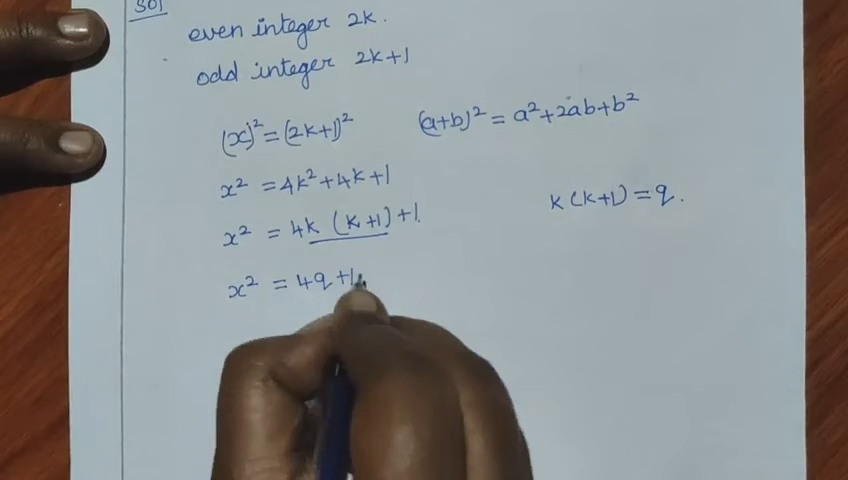 Sol
even integer 2k.
odd integer 2k+1
(x)² = (2k+1)² (a+b)² = a²+2ab+b²
x² = 4k²+4k+1
x² = 4k (k+1) +1. k(k+1) = q.
x² = 4q+1